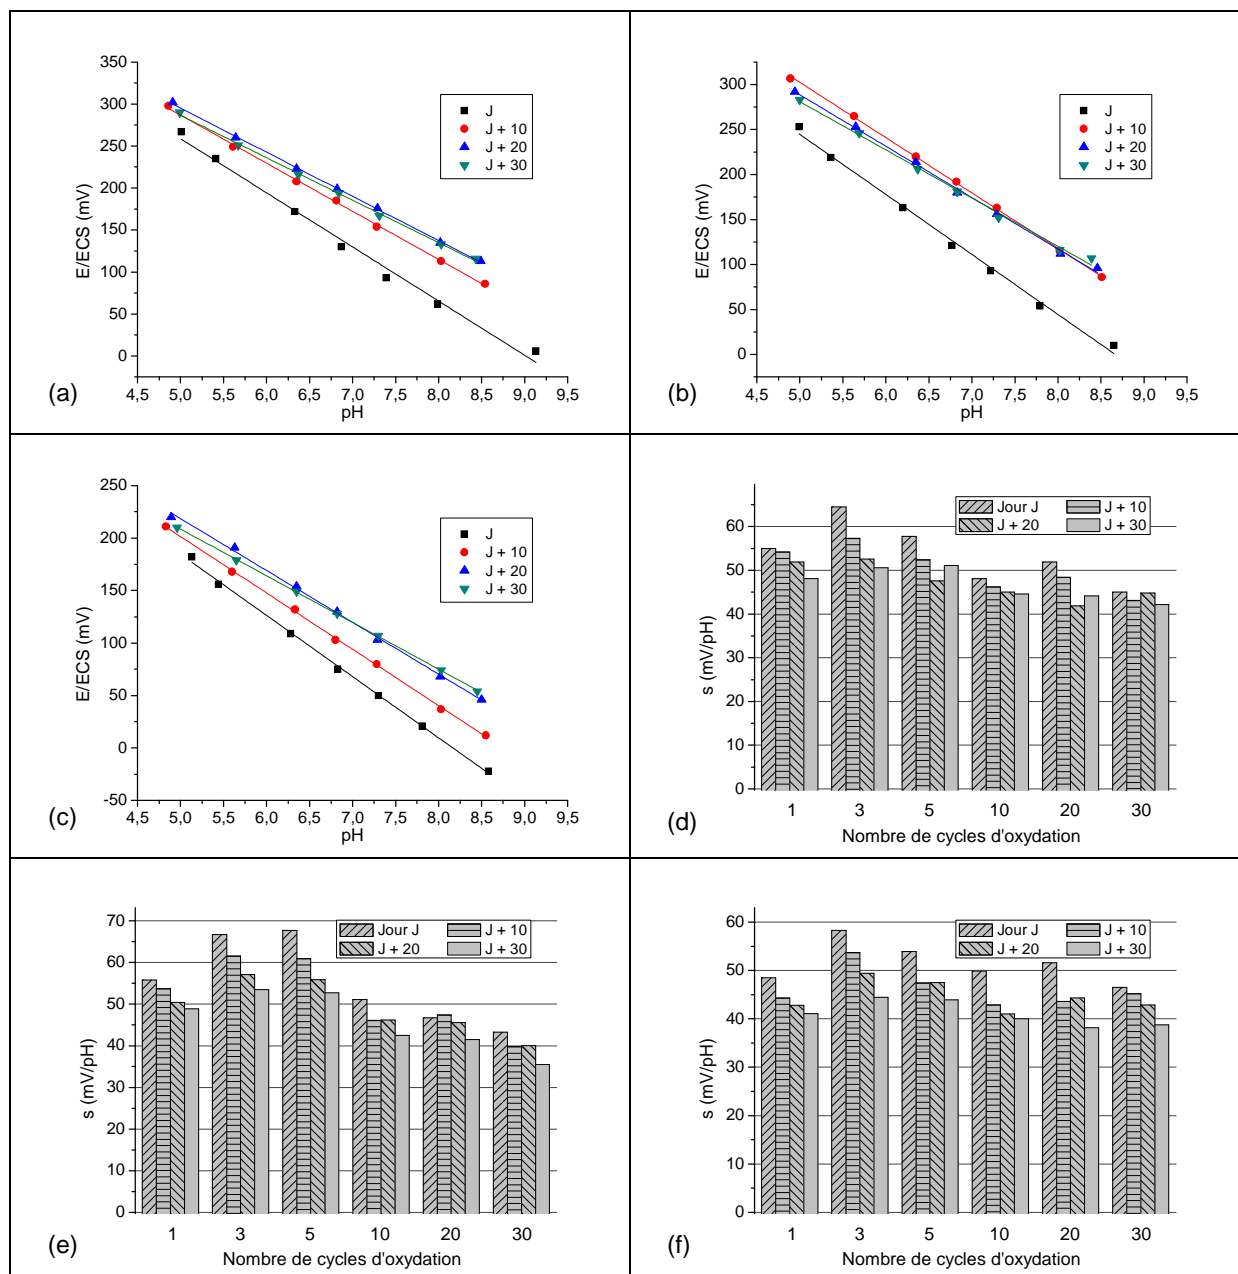 350
300
250
200
150
100
50
0
E/ECS (mV)
J
J + 10
J + 20
J + 30
4,5 5,0 5,5 6,0 6,5 7,0 7,5 8,0 8,5 9,0 9,5
pH
(a)
300
250
200
150
100
50
0
E/ECS (mV)
J
J + 10
J + 20
J + 30
4,5 5,0 5,5 6,0 6,5 7,0 7,5 8,0 8,5 9,0 9,5
pH
(b)
250
200
150
100
50
0
-50
E/ECS (mV)
J
J + 10
J + 20
J + 30
4,5 5,0 5,5 6,0 6,5 7,0 7,5 8,0 8,5 9,0 9,5
pH
(c)
60
50
40
30
20
10
0
s (mV/pH)
Jour J J + 10
J + 20 J + 30
1 3 5 10 20 30
Nombre de cycles d'oxydation
(d)
70
60
50
40
30
20
10
0
s (mV/pH)
Jour J J + 10
J + 20 J + 30
1 3 5 10 20 30
Nombre de cycles d'oxydation
(e)
60
50
40
30
20
10
0
s (mV/pH)
Jour J J + 10
J + 20 J + 30
1 3 5 10 20 30
Nombre de cycles d'oxydation
(f)